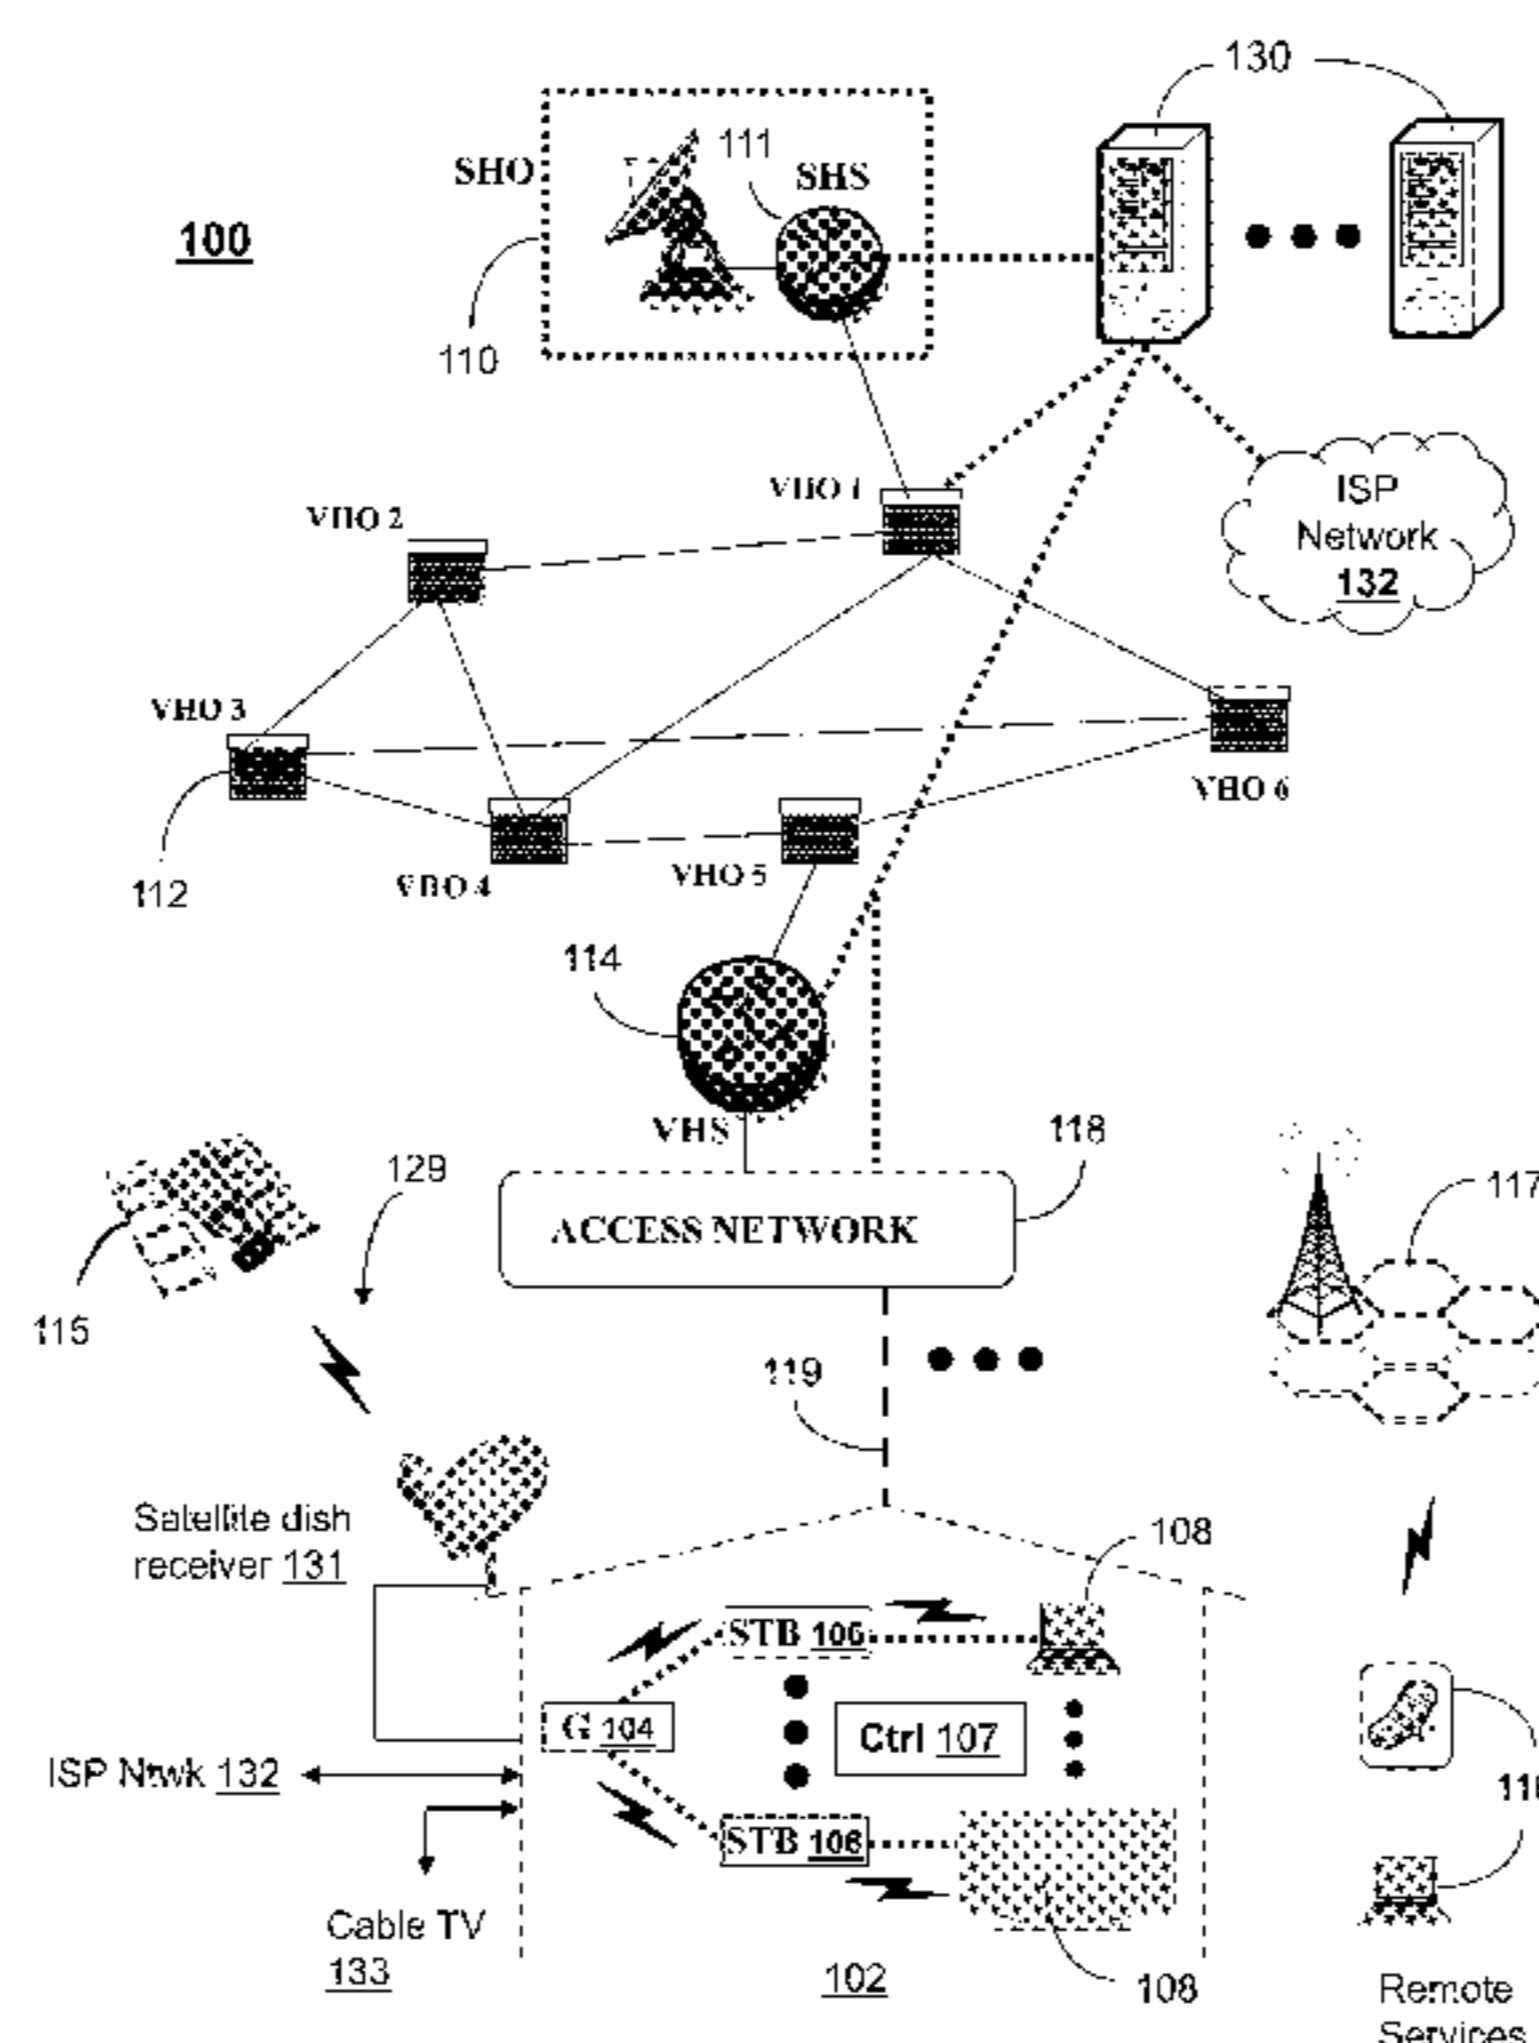 130
111
SHO
SHS
100
110
VHO 1
ISP
Network
132
VHO 2
VHO 3
VHO 6
112
VHO 4
VHO 5
114
VHS
118
129
117
ACCESS NETWORK
115
119
Satellite dish
receiver 131
108
STB 106
G 104
Ctrl 107
ISP Ntwk 132
STB 106
Cable TV
133
102
108
Remote
Services